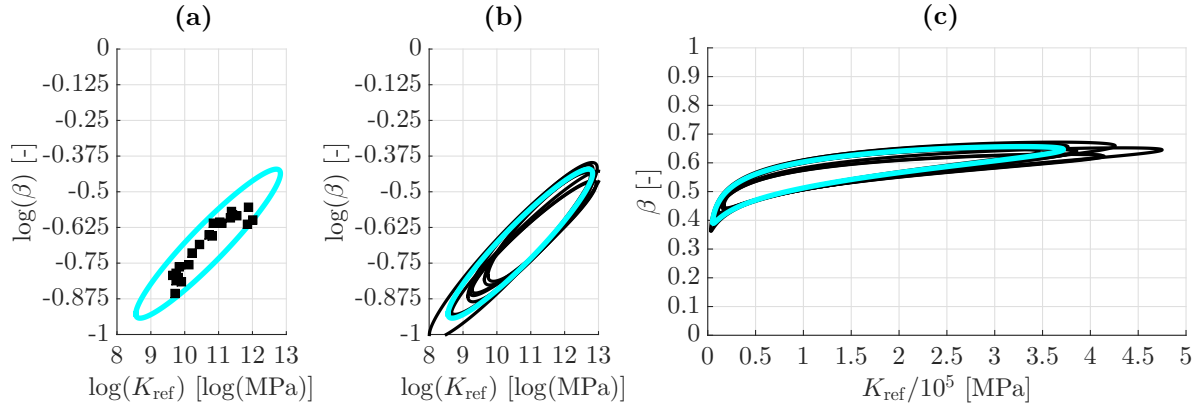 (a)
(b)
(c)
0
-0.125
-0.25
-0.375
-0.5
-0.625
-0.75
-0.875
-1
log(β) [-]
8 9 10 11 12 13
log(K_ref) [log(MPa)]
0
-0.125
-0.25
-0.375
-0.5
-0.625
-0.75
-0.875
-1
log(β) [-]
8 9 10 11 12 13
log(K_ref) [log(MPa)]
1
0.9
0.8
0.7
0.6
0.5
0.4
0.3
0.2
0.1
0
β [-]
0 0.5 1 1.5 2 2.5 3 3.5 4 4.5 5
K_ref/10^5 [MPa]